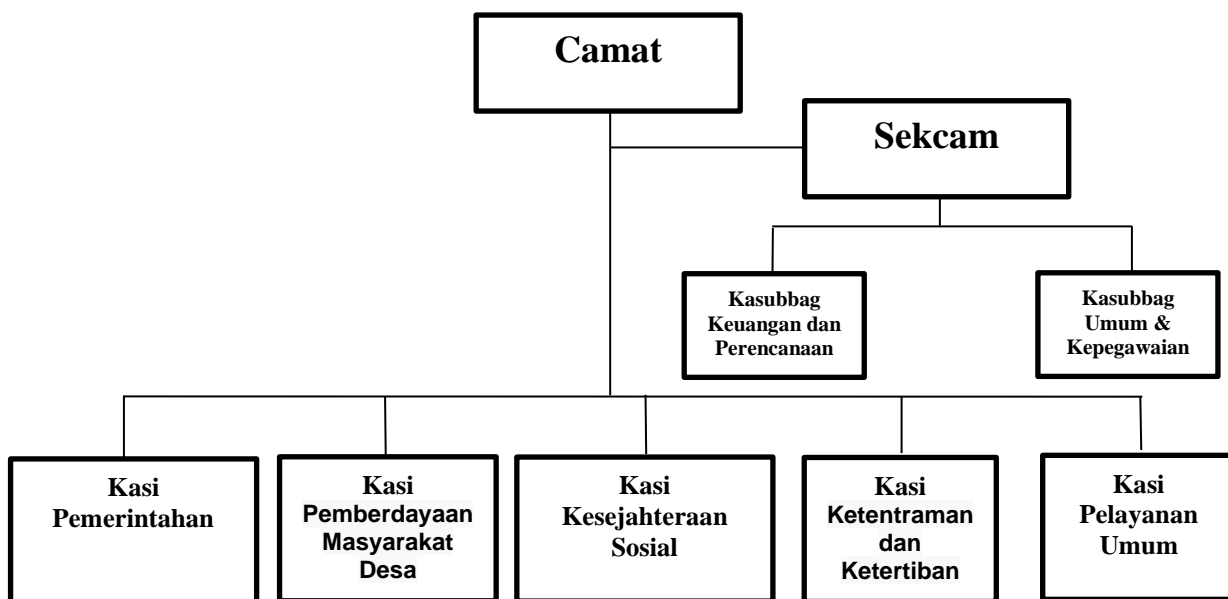 Camat
Sekcam
Kasubbag
Keuangan dan
Perencanaan
Kasubbag
Umum &
Kepegawaian
Kasi
Pemerintahan
Kasi
Pemberdayaan
Masyarakat
Desa
Kasi
Kesejahteraan
Sosial
Kasi
Ketentraman
dan
Ketertiban
Kasi
Pelayanan
Umum